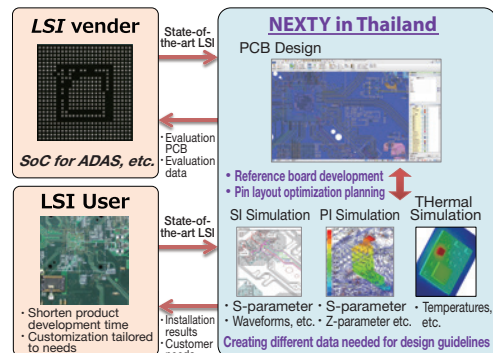 LSI vender
SoC for ADAS, etc.
State-of-
the-art LSI
・Evaluation
PCB
・Evaluation
data
LSI User
・Shorten product
development time
・Customization tailored
to needs
State-of-
the-art LSI
・Installation
results
・Customer
NEXTY in Thailand
PCB Design
• Reference board development
• Pin layout optimization planning
SI Simulation
・S-parameter
・Waveforms, etc.
PI Simulation
・S-parameter
・Z-parameter etc.
THermal
Simulation
・Temperatures,
etc.
Creating different data needed for design guidelines